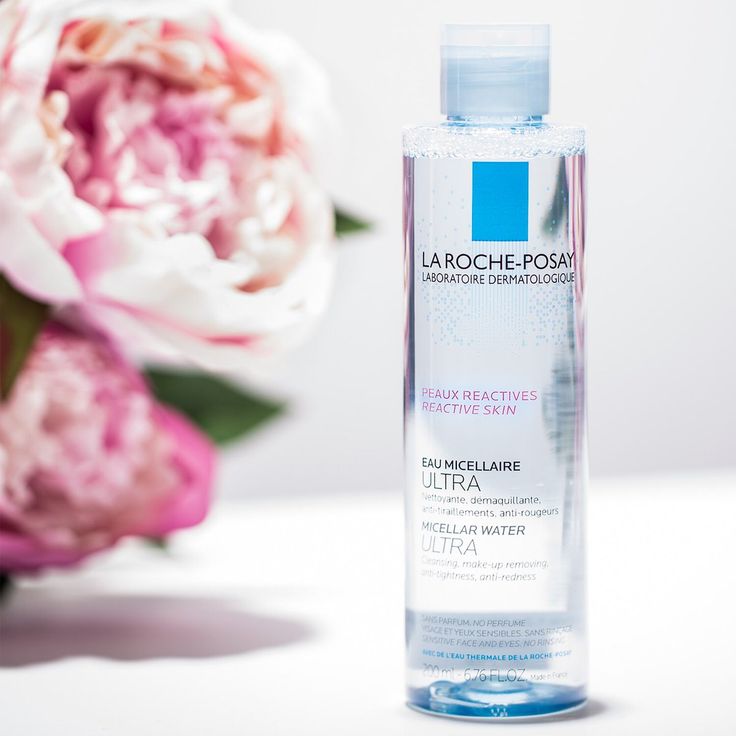 LA ROCHE-POSAY
LABORATOIRE DERMATOLOGIQUE
PEAUX REACTIVES
REACTIVE SKIN
EAU MICELLAIRE
ULTRA
Nettoyante, démaquillante,
anti-tiraillements, anti-rougeurs
MICELLAR WATER
ULTRA
Cleansing, make-up removing,
anti-tightness, anti-redness
SANS PARFUM. NO PERFUME
VISAGE ET YEUX SENSIBLES. SANS RINÇAGE
SENSITIVE FACE AND EYES. NO RINSING
AVEC DE L'EAU THERMALE DE LA ROCHE-POSAY
200 ml - 6.76 FL.OZ. Made in France